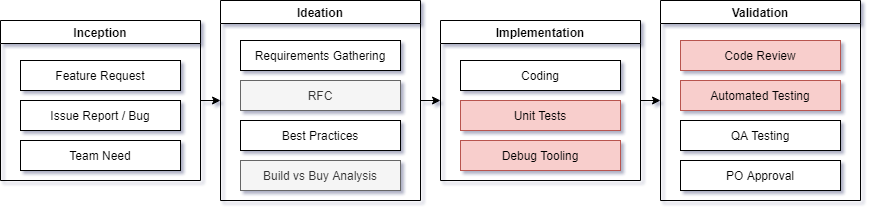 Inception
Feature Request
Issue Report / Bug
Team Need
Ideation
Requirements Gathering
RFC
Best Practices
Build vs Buy Analysis
Implementation
Coding
Unit Tests
Debug Tooling
Validation
Code Review
Automated Testing
QA Testing
PO Approval